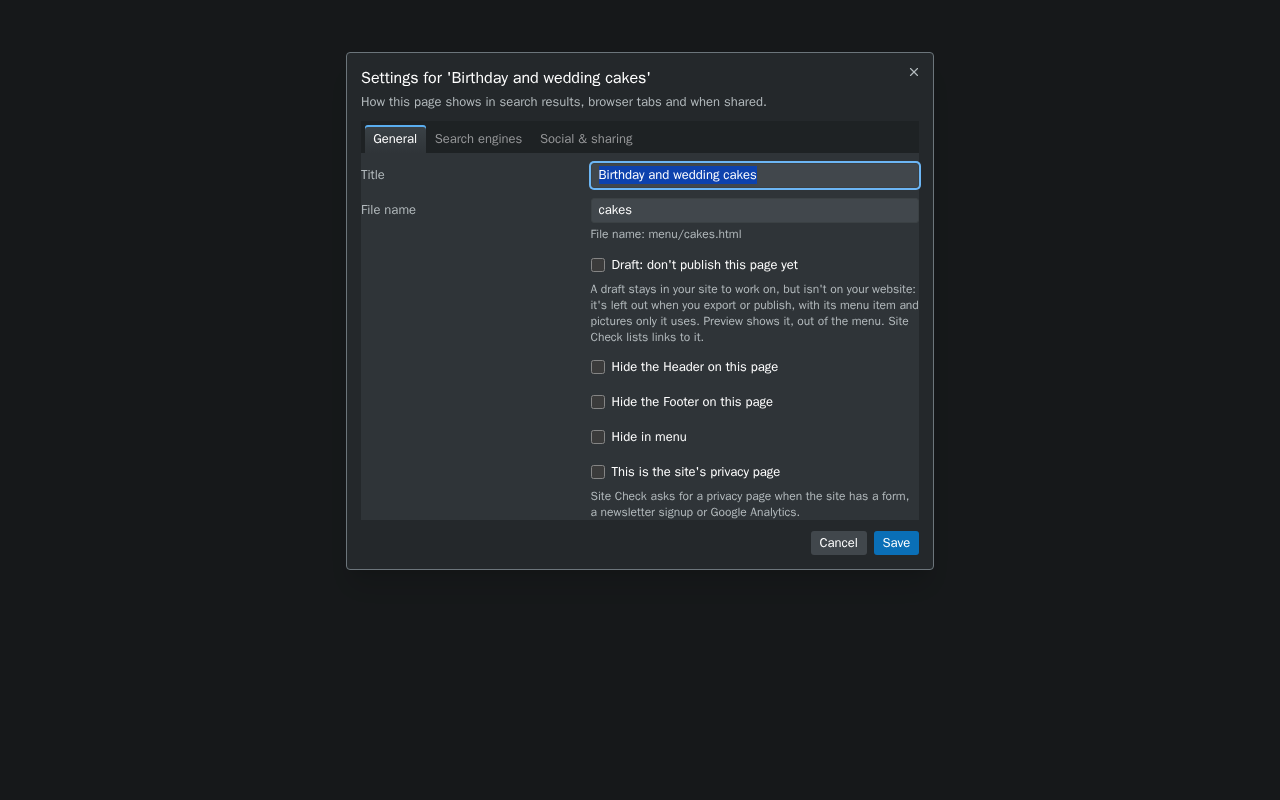 Settings for 'Birthday and wedding cakes'
How this page shows in search results, browser tabs and when shared.
General Search engines Social & sharing
Title Birthday and wedding cakes
File name cakes
File name: menu/cakes.html
Draft: don't publish this page yet
A draft stays in your site to work on, but isn't on your website:
it's left out when you export or publish, with its menu item and
pictures only it uses. Preview shows it, out of the menu. Site
Check lists links to it.
Hide the Header on this page
Hide the Footer on this page
Hide in menu
This is the site's privacy page
Site Check asks for a privacy page when the site has a form,
a newsletter signup or Google Analytics.
Cancel Save